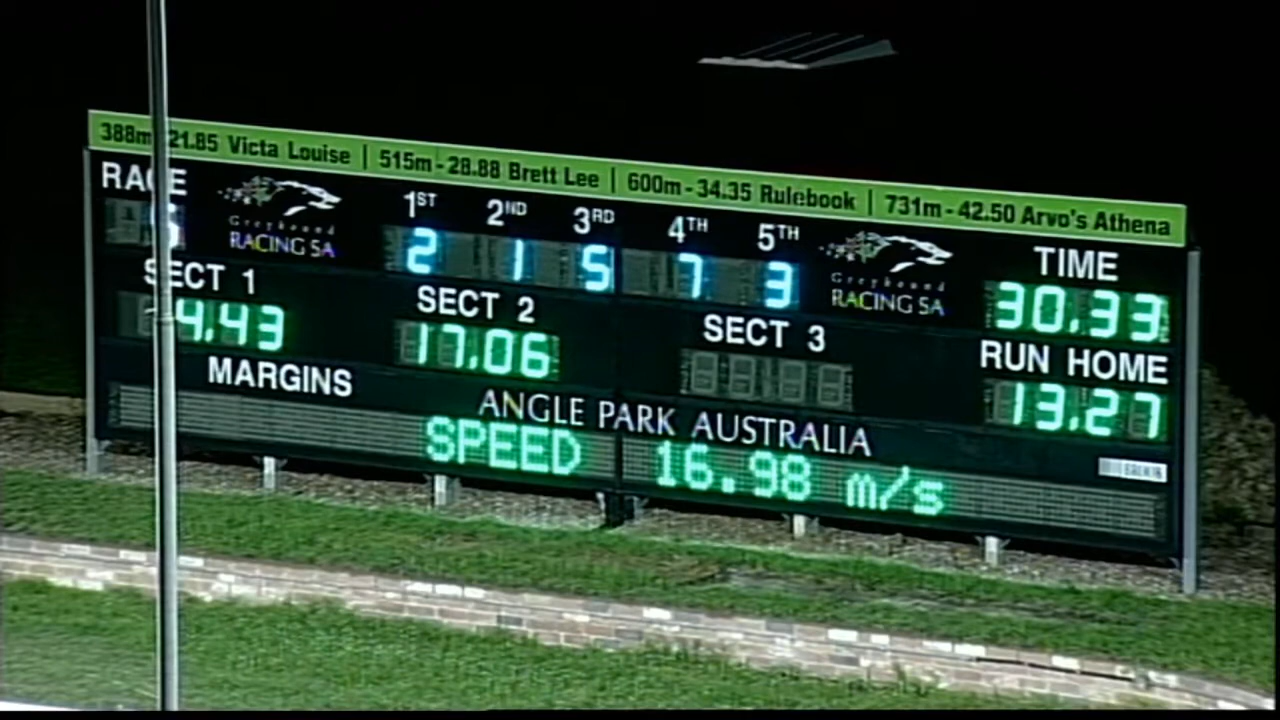 388m-21.85 Victa Louise | 515m-28.88 Brett Lee | 600m-34.35 Rulebook | 731m-42.50 Arvo's Athena
RACE
5
Greyhound
RACING SA
1ST 2ND 3RD 4TH 5TH
2 1 5 7 3
Greyhound
RACING SA
TIME
30.33
SECT 1
4.43
SECT 2
17.06
SECT 3
RUN HOME
13.27
MARGINS
ANGLE PARK AUSTRALIA
SPEED 16.98 m/s